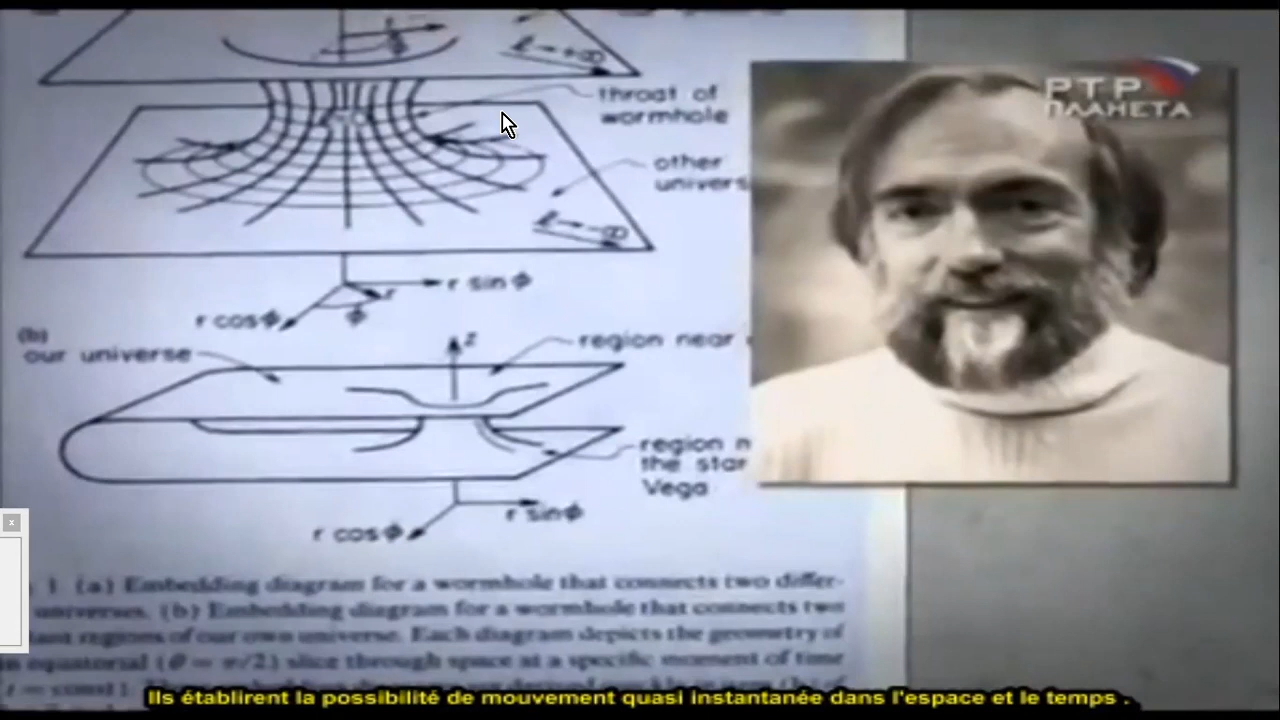 ℓ→+∞
throat of
wormhole
other
univers
ℓ→-∞
r sin ϕ
r
ϕ
r cos ϕ
(b)
our universe
z
region near
region n
the star
Vega
r sin ϕ
r cos ϕ
1 (a) Embedding diagram for a wormhole that connects two differ-
universes. (b) Embedding diagram for a wormhole that connects two
tant regions of our own universe. Each diagram depicts the geometry of
n equatorial (θ = π/2) slice through space at a specific moment of time
t = const).
РТР
ПЛАНЕТА
x
Ils établirent la possibilité de mouvement quasi instantanée dans l'espace et le temps .